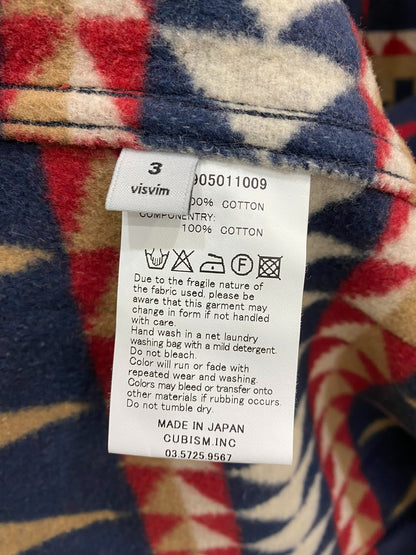 3
visvim
905011009
00% COTTON
COMPONENTRY:
100% COTTON
F
Due to the fragile nature of
the fabric used, please be
aware that this garment may
change in form if not handled
with care.
Hand wash in a net laundry
washing bag with a mild detergent.
Do not bleach.
Color will run or fade with
repeated wear and washing.
Colors may bleed or transfer onto
other materials if rubbing occurs.
Do not tumble dry.
MADE IN JAPAN
CUBISM.INC
03.5725.9567